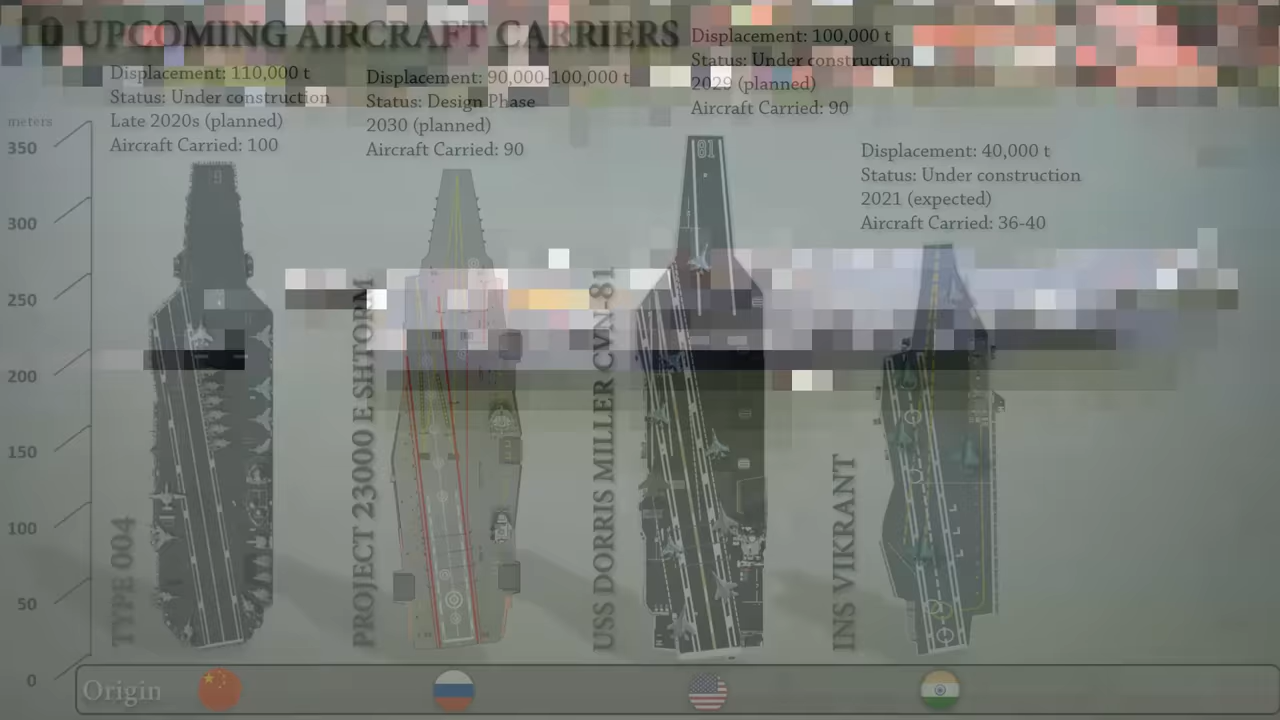 10 UPCOMING AIRCRAFT CARRIERS
Displacement: 110,000 t
Status: Under construction
Late 2020s (planned)
Aircraft Carried: 100
Displacement: 90,000-100,000 t
Status: Design Phase
2030 (planned)
Aircraft Carried: 90
Displacement: 100,000 t
Status: Under construction
2029 (planned)
Aircraft Carried: 90
Displacement: 40,000 t
Status: Under construction
2021 (expected)
Aircraft Carried: 36-40
meters
350
300
250
200
150
100
50
0
TYPE 004
PROJECT 23000 E SHTORM
USS DORRIS MILLER CVN-81
INS VIKRANT
81
Origin